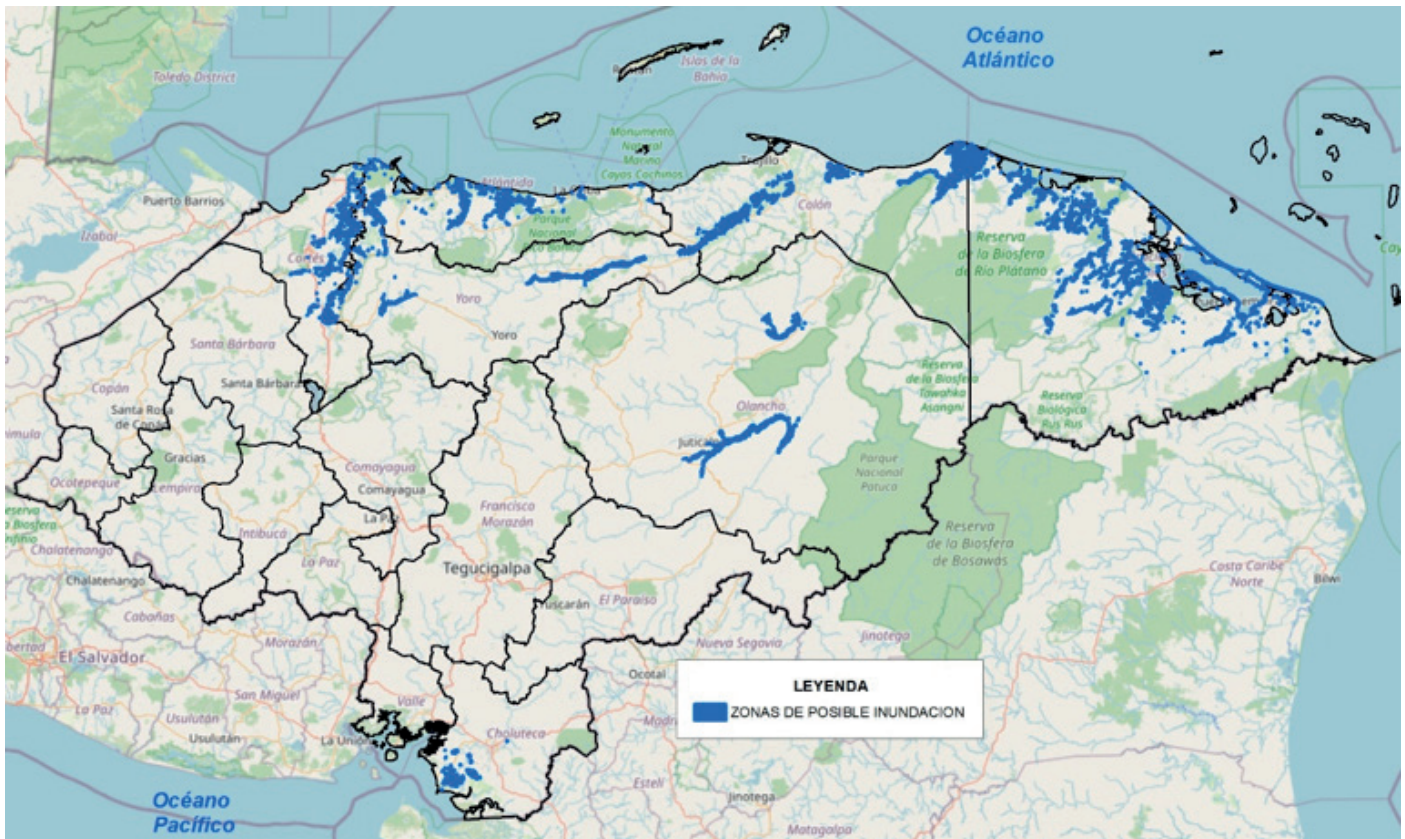 Océano
Atlántico
Toledo District
Islas de la
Bahía
Monumento
Natural
Marino
Cayos Cochinos
Trujillo
Puerto Barrios
Atlántida
Izabal
Colón
Parque
Nacional
Cortés
Reserva
de la Biosfera
de Río Plátano
Yoro
Yoro
Santa Bárbara
Santa Bárbara
Copán
Santa Rosa
de Copán
Reserva
de la Biosfera
Tawahka
Asangni
Reserva
Biológica
Rus Rus
Olancho
Gracias
Comayagua
Comayagua
Parque
Nacional
Patuca
Ocotepeque
Lempira
Francisco
Morazán
La Paz
Intibucá
Reserva
de la Biosfera
de Bosawás
Chalatenango
Chalatenango
La Paz
Tegucigalpa
Costa Caribe
Norte
Bilwi
Cabañas
Yuscarán
El Paraíso
Morazán
Nueva Segovia
Jinotega
El Salvador
Ocotal
San Miguel
Valle
La Paz
Usulután
Usulután
La Unión
Choluteca
LEYENDA
ZONAS DE POSIBLE INUNDACION
Estelí
Jinotega
Océano
Pacífico
Matagalpa